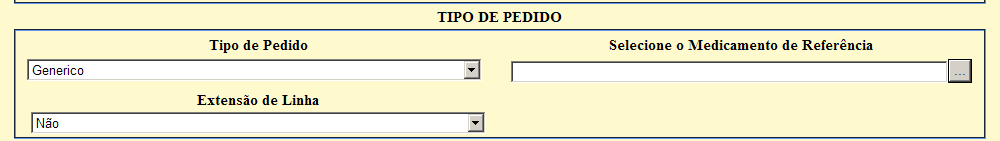 TIPO DE PEDIDO
Tipo de Pedido
Selecione o Medicamento de Referência
Generico
...
Extensão de Linha
Não